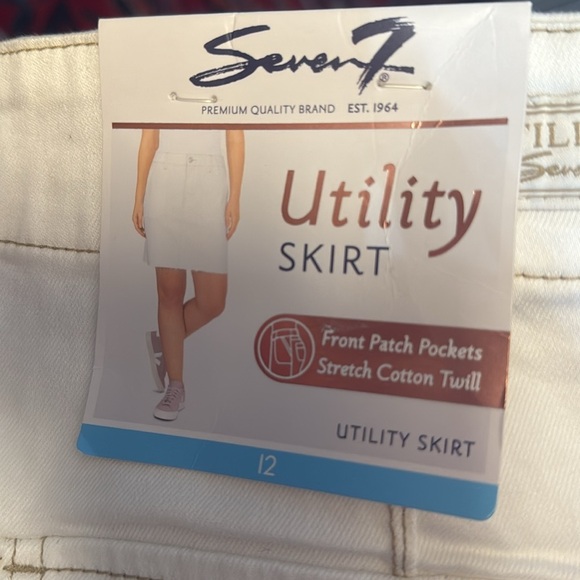 Seven7®
PREMIUM QUALITY BRAND EST. 1964
Utility
SKIRT
Front Patch Pockets
Stretch Cotton Twill
UTILITY SKIRT
12